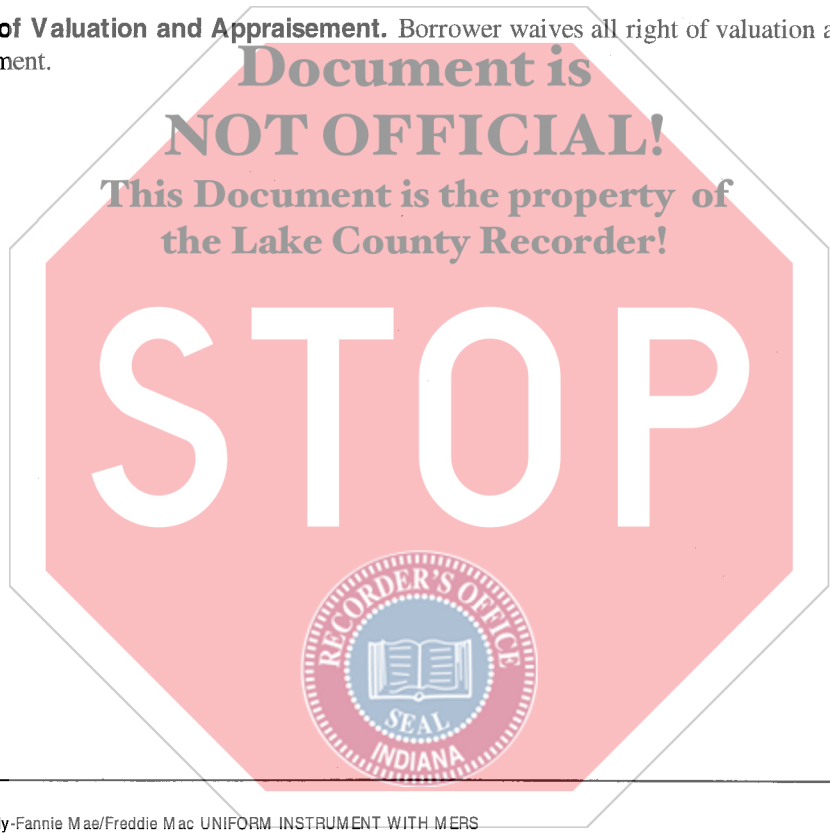 of Valuation and Appraisement. Borrower waives all right of valuation a
ment.
Document is
NOT OFFICIAL!
This Document is the property of
the Lake County Recorder!
STOP
RECORDER'S OFFICE
SEAL
INDIANA
ly-Fannie Mae/Freddie Mac UNIFORM INSTRUMENT WITH MERS